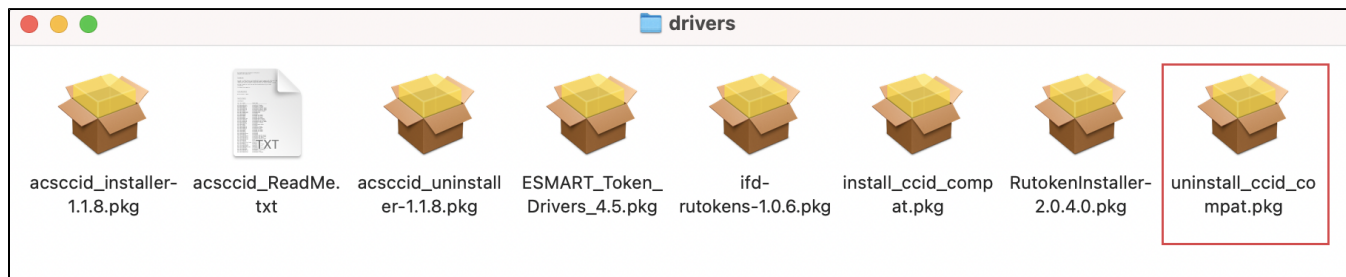 drivers
acsccid_installer-
1.1.8.pkg
TXT
acsccid_ReadMe.
txt
acsccid_uninstall
er-1.1.8.pkg
ESMART_Token_
Drivers_4.5.pkg
ifd-
rutokens-1.0.6.pkg
install_ccid_comp
at.pkg
RutokenInstaller-
2.0.4.0.pkg
uninstall_ccid_co
mpat.pkg